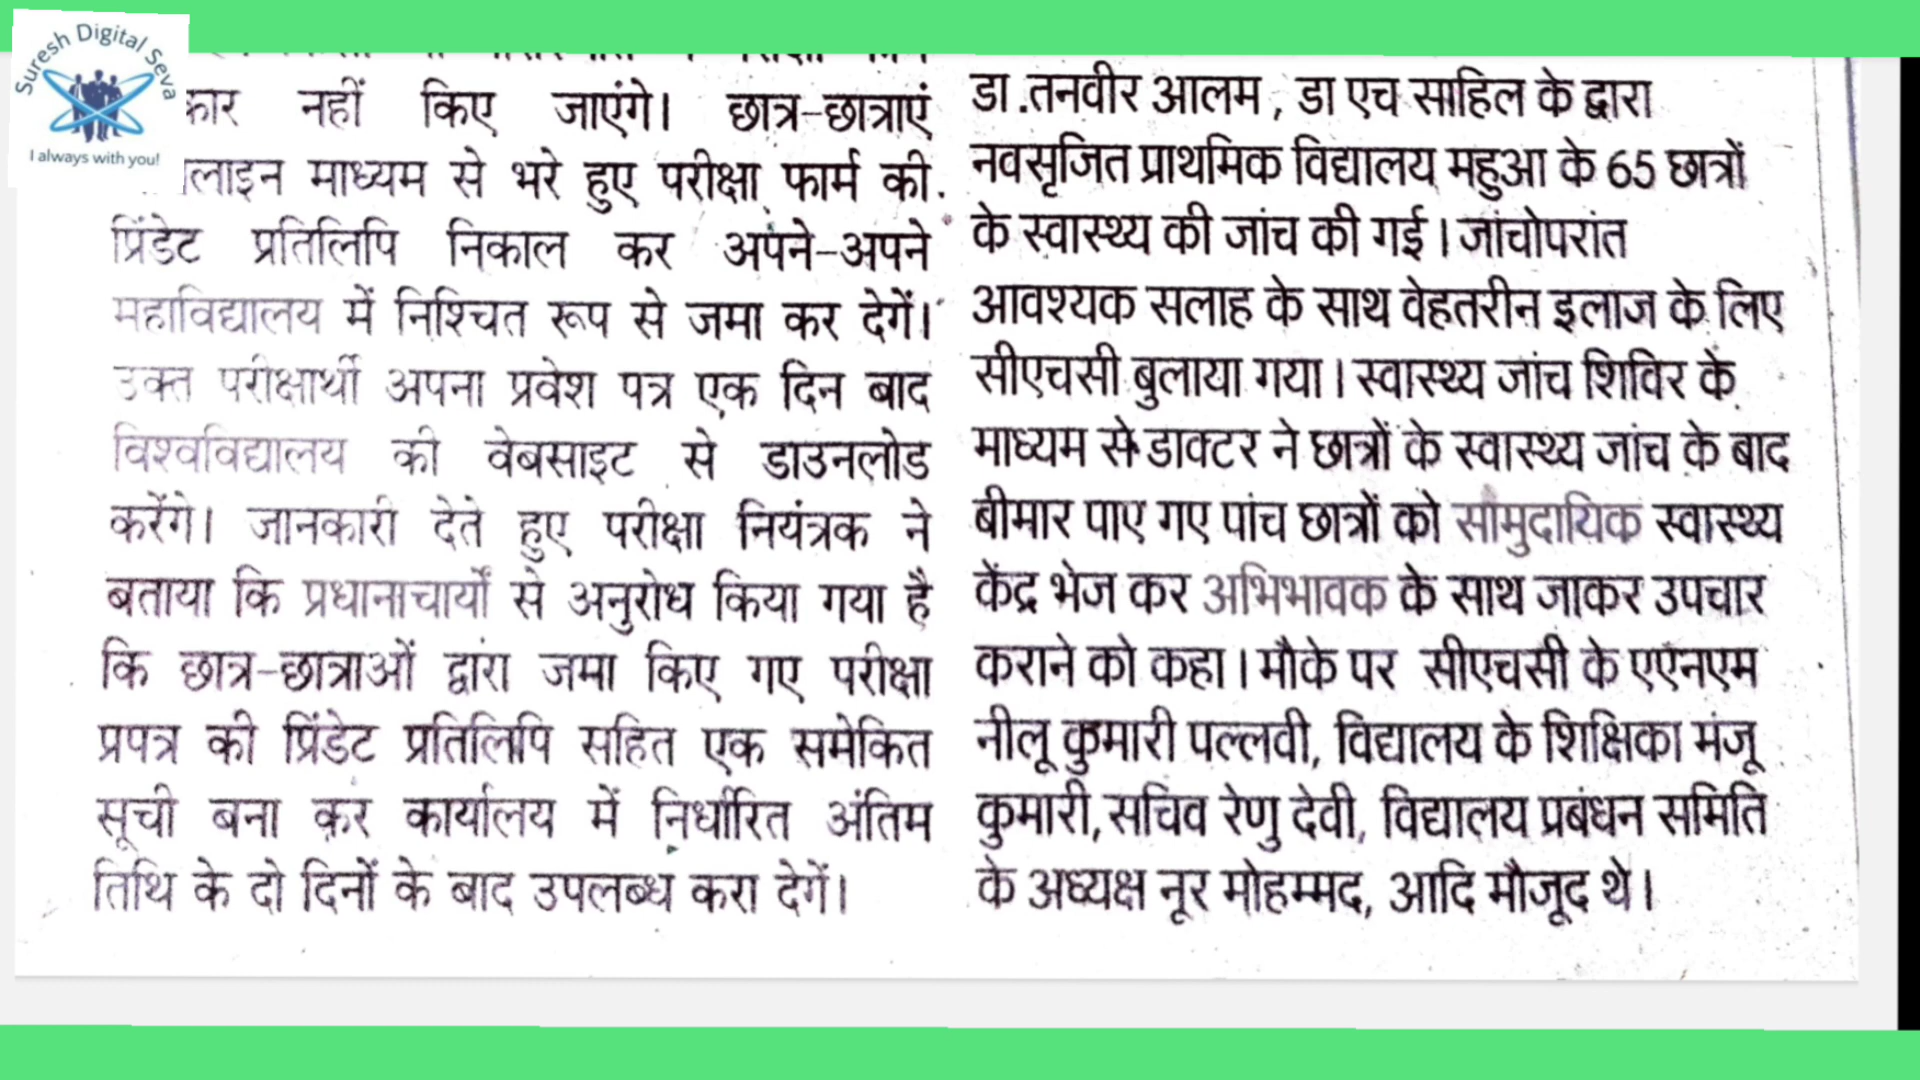 Suresh Digital Seva
I always with you!
नहीं किए जाएंगे। छात्र-छात्राएं
माध्यम से भरे हुए परीक्षा फार्म की
प्रिंडेट प्रतिलिपि निकाल कर अपने-अपने
महाविद्यालय में निश्चित रूप से जमा कर देगें।
उक्त परीक्षार्थी अपना प्रवेश पत्र एक दिन बाद
विश्वविद्यालय की वेबसाइट से डाउनलोड
करेंगे। जानकारी देते हुए परीक्षा नियंत्रक ने
बताया कि प्रधानाचार्यों से अनुरोध किया गया है
कि छात्र-छात्राओं द्वारा जमा किए गए परीक्षा
प्रपत्र की प्रिंडेट प्रतिलिपि सहित एक समेकित
सूची बना कर कार्यालय में निर्धारित अंतिम
तिथि के दो दिनों के बाद उपलब्ध करा देगें।
डा.तनवीर आलम, डा एच साहिल के द्वारा
नवसृजित प्राथमिक विद्यालय महुआ के 65 छात्रों
के स्वास्थ्य की जांच की गई। जांचोपरांत
आवश्यक सलाह के साथ वेहतरीन इलाज के लिए
सीएचसी बुलाया गया। स्वास्थ्य जांच शिविर के
माध्यम से डाक्टर ने छात्रों के स्वास्थ्य जांच के बाद
बीमार पाए गए पांच छात्रों को सामुदायिक स्वास्थ्य
केंद्र भेज कर अभिभावक के साथ जाकर उपचार
कराने को कहा। मौके पर सीएचसी के एएनएम
नीलू कुमारी पल्लवी, विद्यालय के शिक्षिका मंजू
कुमारी, सचिव रेणु देवी, विद्यालय प्रबंधन समिति
के अध्यक्ष नूर मोहम्मद, आदि मौजूद थे।